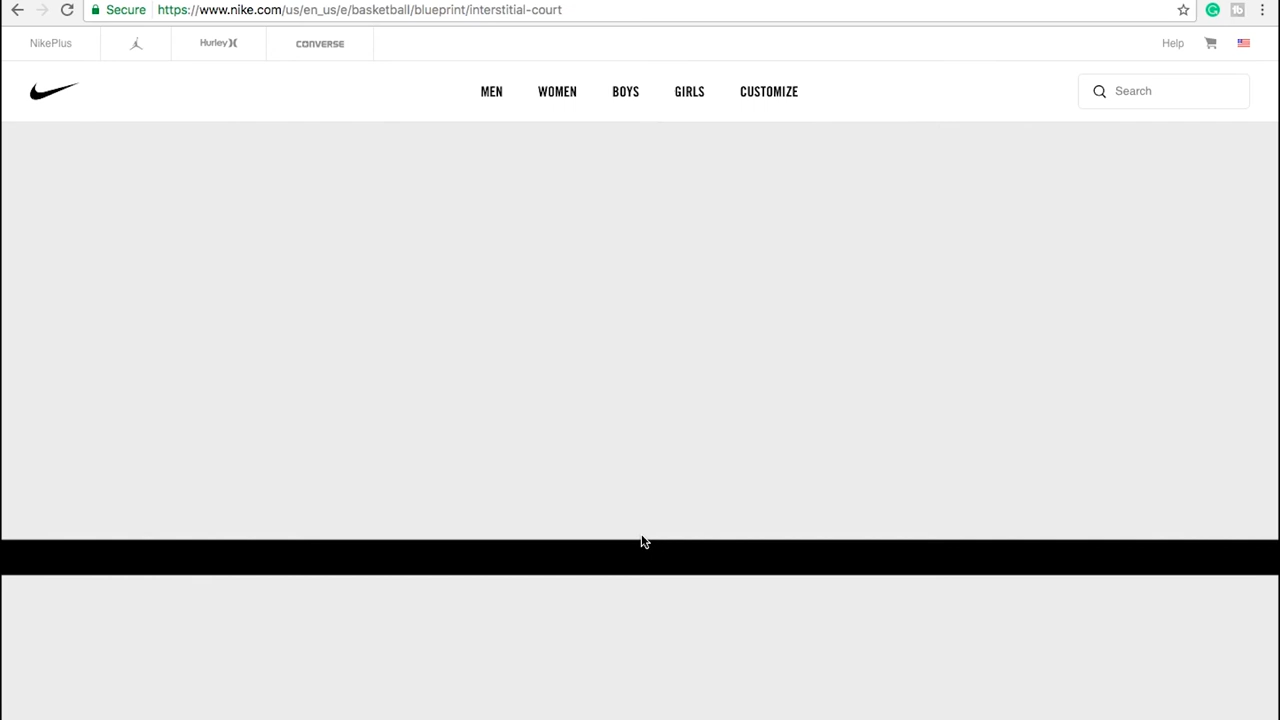 Secure https://www.nike.com/us/en_us/e/basketball/blueprint/interstitial-court
NikePlus Hurley CONVERSE Help
MEN WOMEN BOYS GIRLS CUSTOMIZE Search